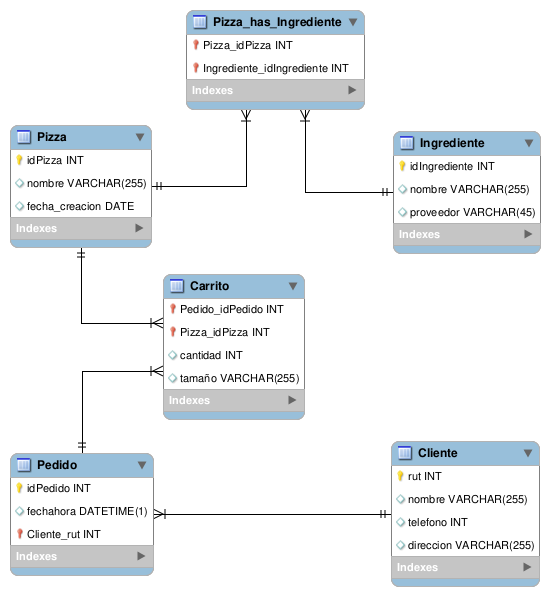 Pizza_has_Ingrediente
Pizza_idPizza INT
Ingrediente_idIngrediente INT
Indexes
Pizza
idPizza INT
nombre VARCHAR(255)
fecha_creacion DATE
Indexes
Ingrediente
idIngrediente INT
nombre VARCHAR(255)
proveedor VARCHAR(45)
Indexes
Carrito
Pedido_idPedido INT
Pizza_idPizza INT
cantidad INT
tamaño VARCHAR(255)
Indexes
Pedido
idPedido INT
fechahora DATETIME(1)
Cliente_rut INT
Indexes
Cliente
rut INT
nombre VARCHAR(255)
telefono INT
direccion VARCHAR(255)
Indexes